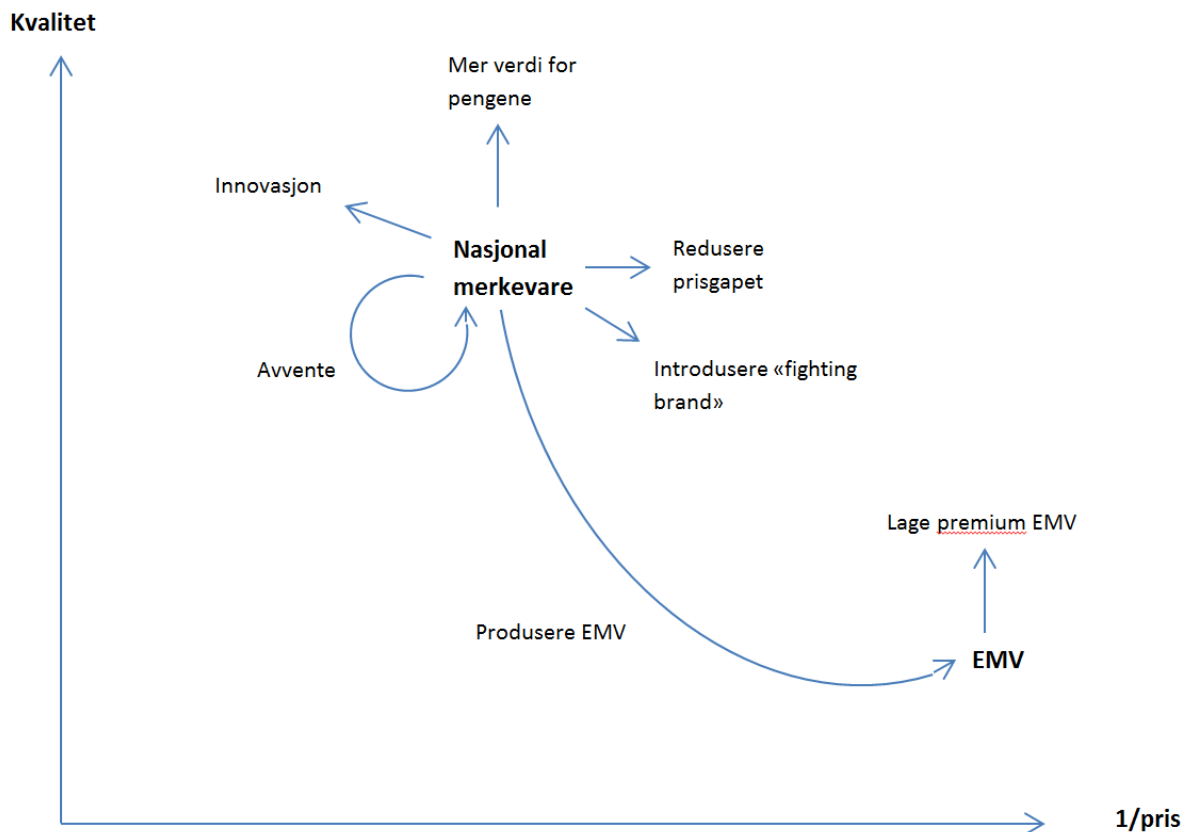 Kvalitet
Mer verdi for
pengene
Innovasjon
Nasjonal
merkevare
Redusere
prisgapet
Avvente
Introdusere «fighting
brand»
Lage premium EMV
Produsere EMV
EMV
1/pris